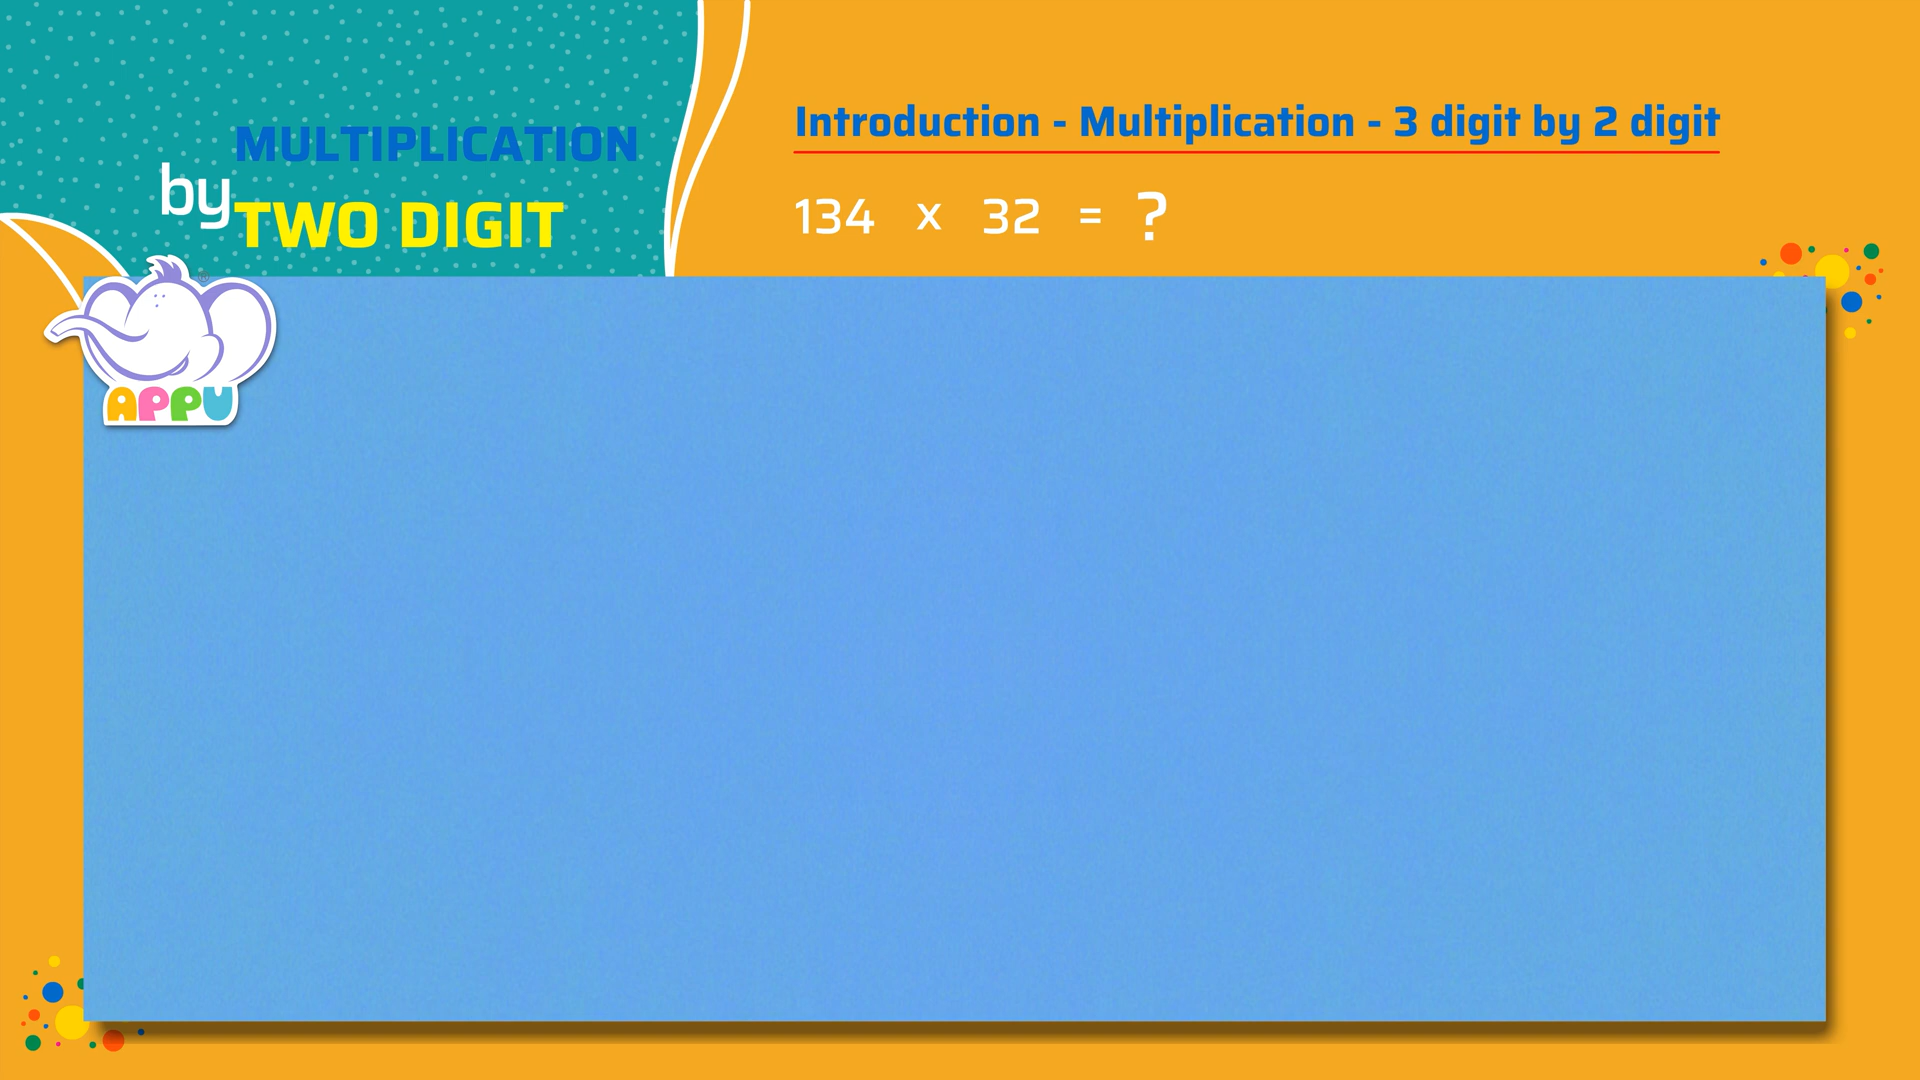 MULTIPLICATION
by TWO DIGIT
Introduction - Multiplication - 3 digit by 2 digit
134 x 32 = ?
APPU
®